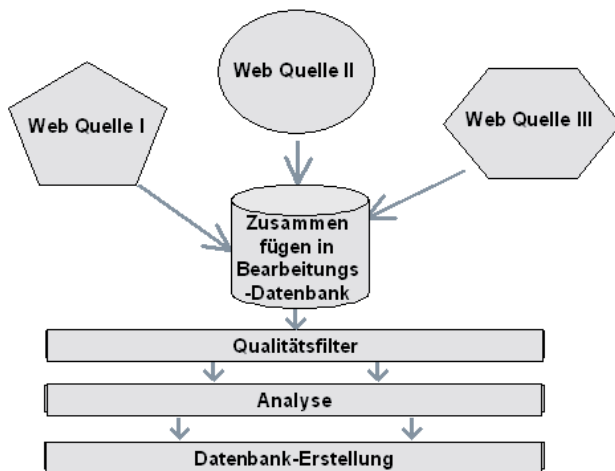 Web Quelle I
Web Quelle II
Web Quelle III
Zusammen
fügen in
Bearbeitungs
-Datenbank
Qualitätsfilter
Analyse
Datenbank-Erstellung